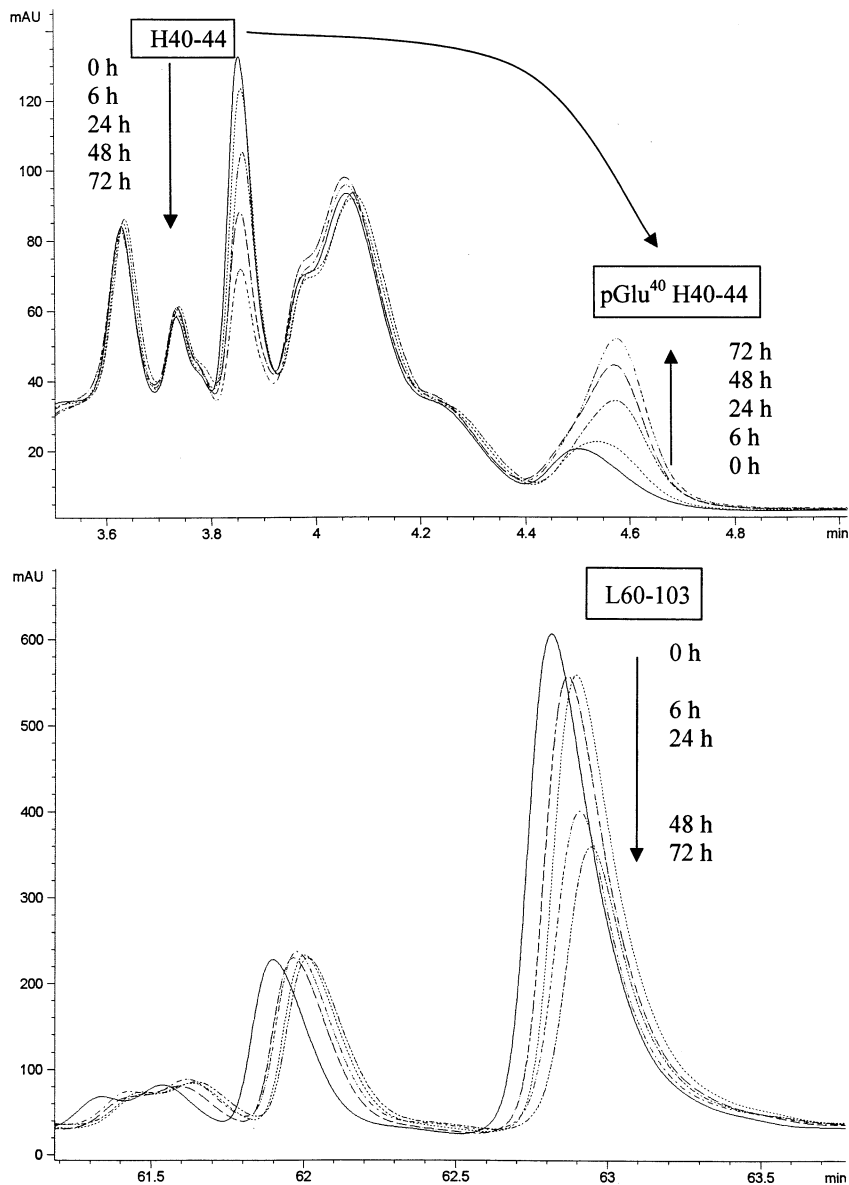 mAU
H40-44
0 h
6 h
24 h
48 h
72 h
120
100
80
60
40
20
pGlu⁴⁰ H40-44
72 h
48 h
24 h
6 h
0 h
3.6 3.8 4 4.2 4.4 4.6 4.8 min
mAU
L60-103
0 h
6 h
24 h
48 h
72 h
600
500
400
300
200
100
0
61.5 62 62.5 63 63.5 min